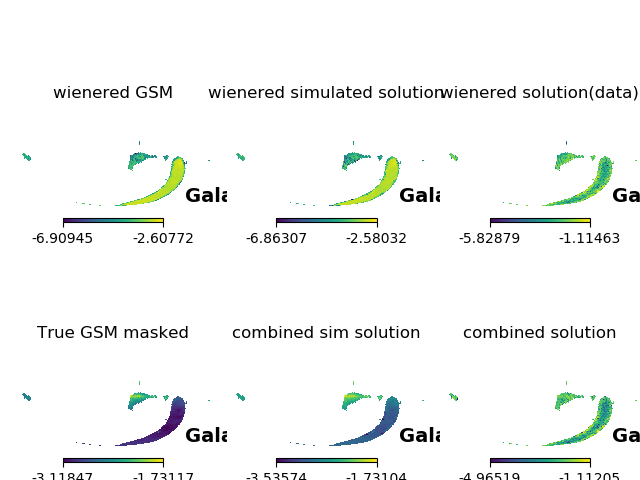 wienered GSM wienered simulated solution wienered solution(data)
Gala Gala Ga
-6.90945 -2.60772 -6.86307 -2.58032 -5.82879 -1.11463
True GSM masked combined sim solution combined solution
Gala Gala Ga
-3.11847 -1.73117 -3.53574 -1.73104 -4.96519 -1.11205